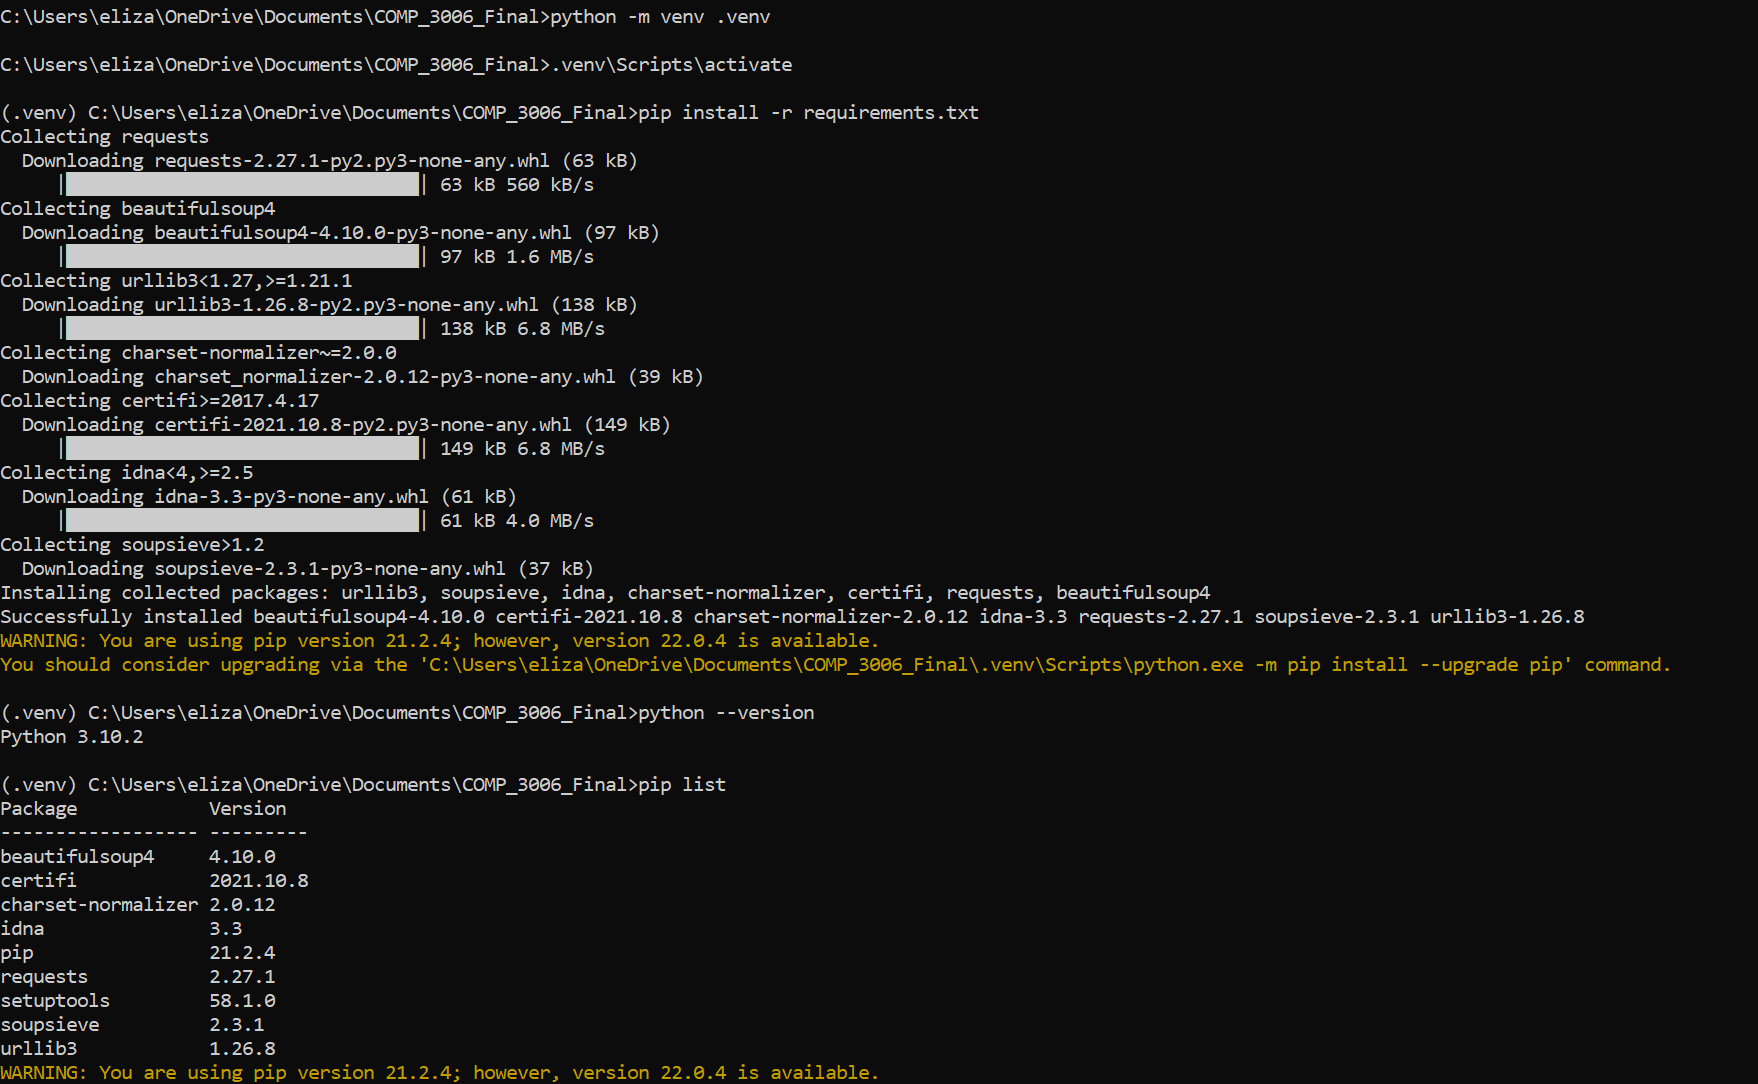 C:\Users\eliza\OneDrive\Documents\COMP_3006_Final>python -m venv .venv
C:\Users\eliza\OneDrive\Documents\COMP_3006_Final>.venv\Scripts\activate
(.venv) C:\Users\eliza\OneDrive\Documents\COMP_3006_Final>pip install -r requirements.txt
Collecting requests
  Downloading requests-2.27.1-py2.py3-none-any.whl (63 kB)
     |████████████████████████████████| 63 kB 560 kB/s
Collecting beautifulsoup4
  Downloading beautifulsoup4-4.10.0-py3-none-any.whl (97 kB)
     |████████████████████████████████| 97 kB 1.6 MB/s
Collecting urllib3<1.27,>=1.21.1
  Downloading urllib3-1.26.8-py2.py3-none-any.whl (138 kB)
     |████████████████████████████████| 138 kB 6.8 MB/s
Collecting charset-normalizer~=2.0.0
  Downloading charset_normalizer-2.0.12-py3-none-any.whl (39 kB)
Collecting certifi>=2017.4.17
  Downloading certifi-2021.10.8-py2.py3-none-any.whl (149 kB)
     |████████████████████████████████| 149 kB 6.8 MB/s
Collecting idna<4,>=2.5
  Downloading idna-3.3-py3-none-any.whl (61 kB)
     |████████████████████████████████| 61 kB 4.0 MB/s
Collecting soupsieve>1.2
  Downloading soupsieve-2.3.1-py3-none-any.whl (37 kB)
Installing collected packages: urllib3, soupsieve, idna, charset-normalizer, certifi, requests, beautifulsoup4
Successfully installed beautifulsoup4-4.10.0 certifi-2021.10.8 charset-normalizer-2.0.12 idna-3.3 requests-2.27.1 soupsieve-2.3.1 urllib3-1.26.8
WARNING: You are using pip version 21.2.4; however, version 22.0.4 is available.
You should consider upgrading via the 'C:\Users\eliza\OneDrive\Documents\COMP_3006_Final\.venv\Scripts\python.exe -m pip install --upgrade pip' command.
(.venv) C:\Users\eliza\OneDrive\Documents\COMP_3006_Final>python --version
Python 3.10.2
(.venv) C:\Users\eliza\OneDrive\Documents\COMP_3006_Final>pip list
Package            Version
------------------ ---------
beautifulsoup4     4.10.0
certifi            2021.10.8
charset-normalizer 2.0.12
idna               3.3
pip                21.2.4
requests           2.27.1
setuptools         58.1.0
soupsieve          2.3.1
urllib3            1.26.8
WARNING: You are using pip version 21.2.4; however, version 22.0.4 is available.